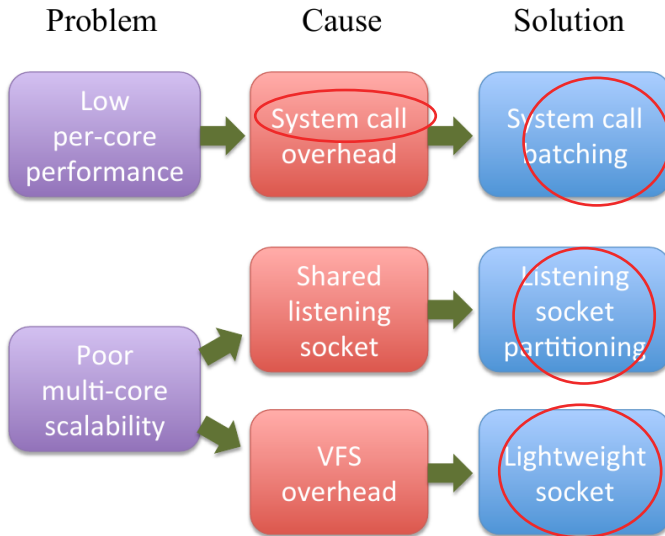 Problem
Cause
Solution
Low
per-core
performance
System call
overhead
System call
batching
Poor
multi-core
scalability
Shared
listening
socket
Listening
socket
partitioning
VFS
overhead
Lightweight
socket